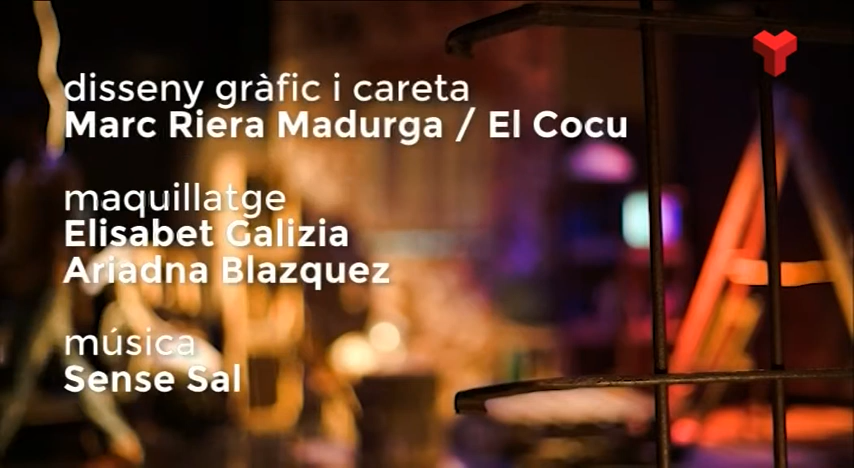 disseny gràfic i careta
Marc Riera Madurga / El Cocu
maquillatge
Elisabet Galizia
Ariadna Blazquez
música
Sense Sal